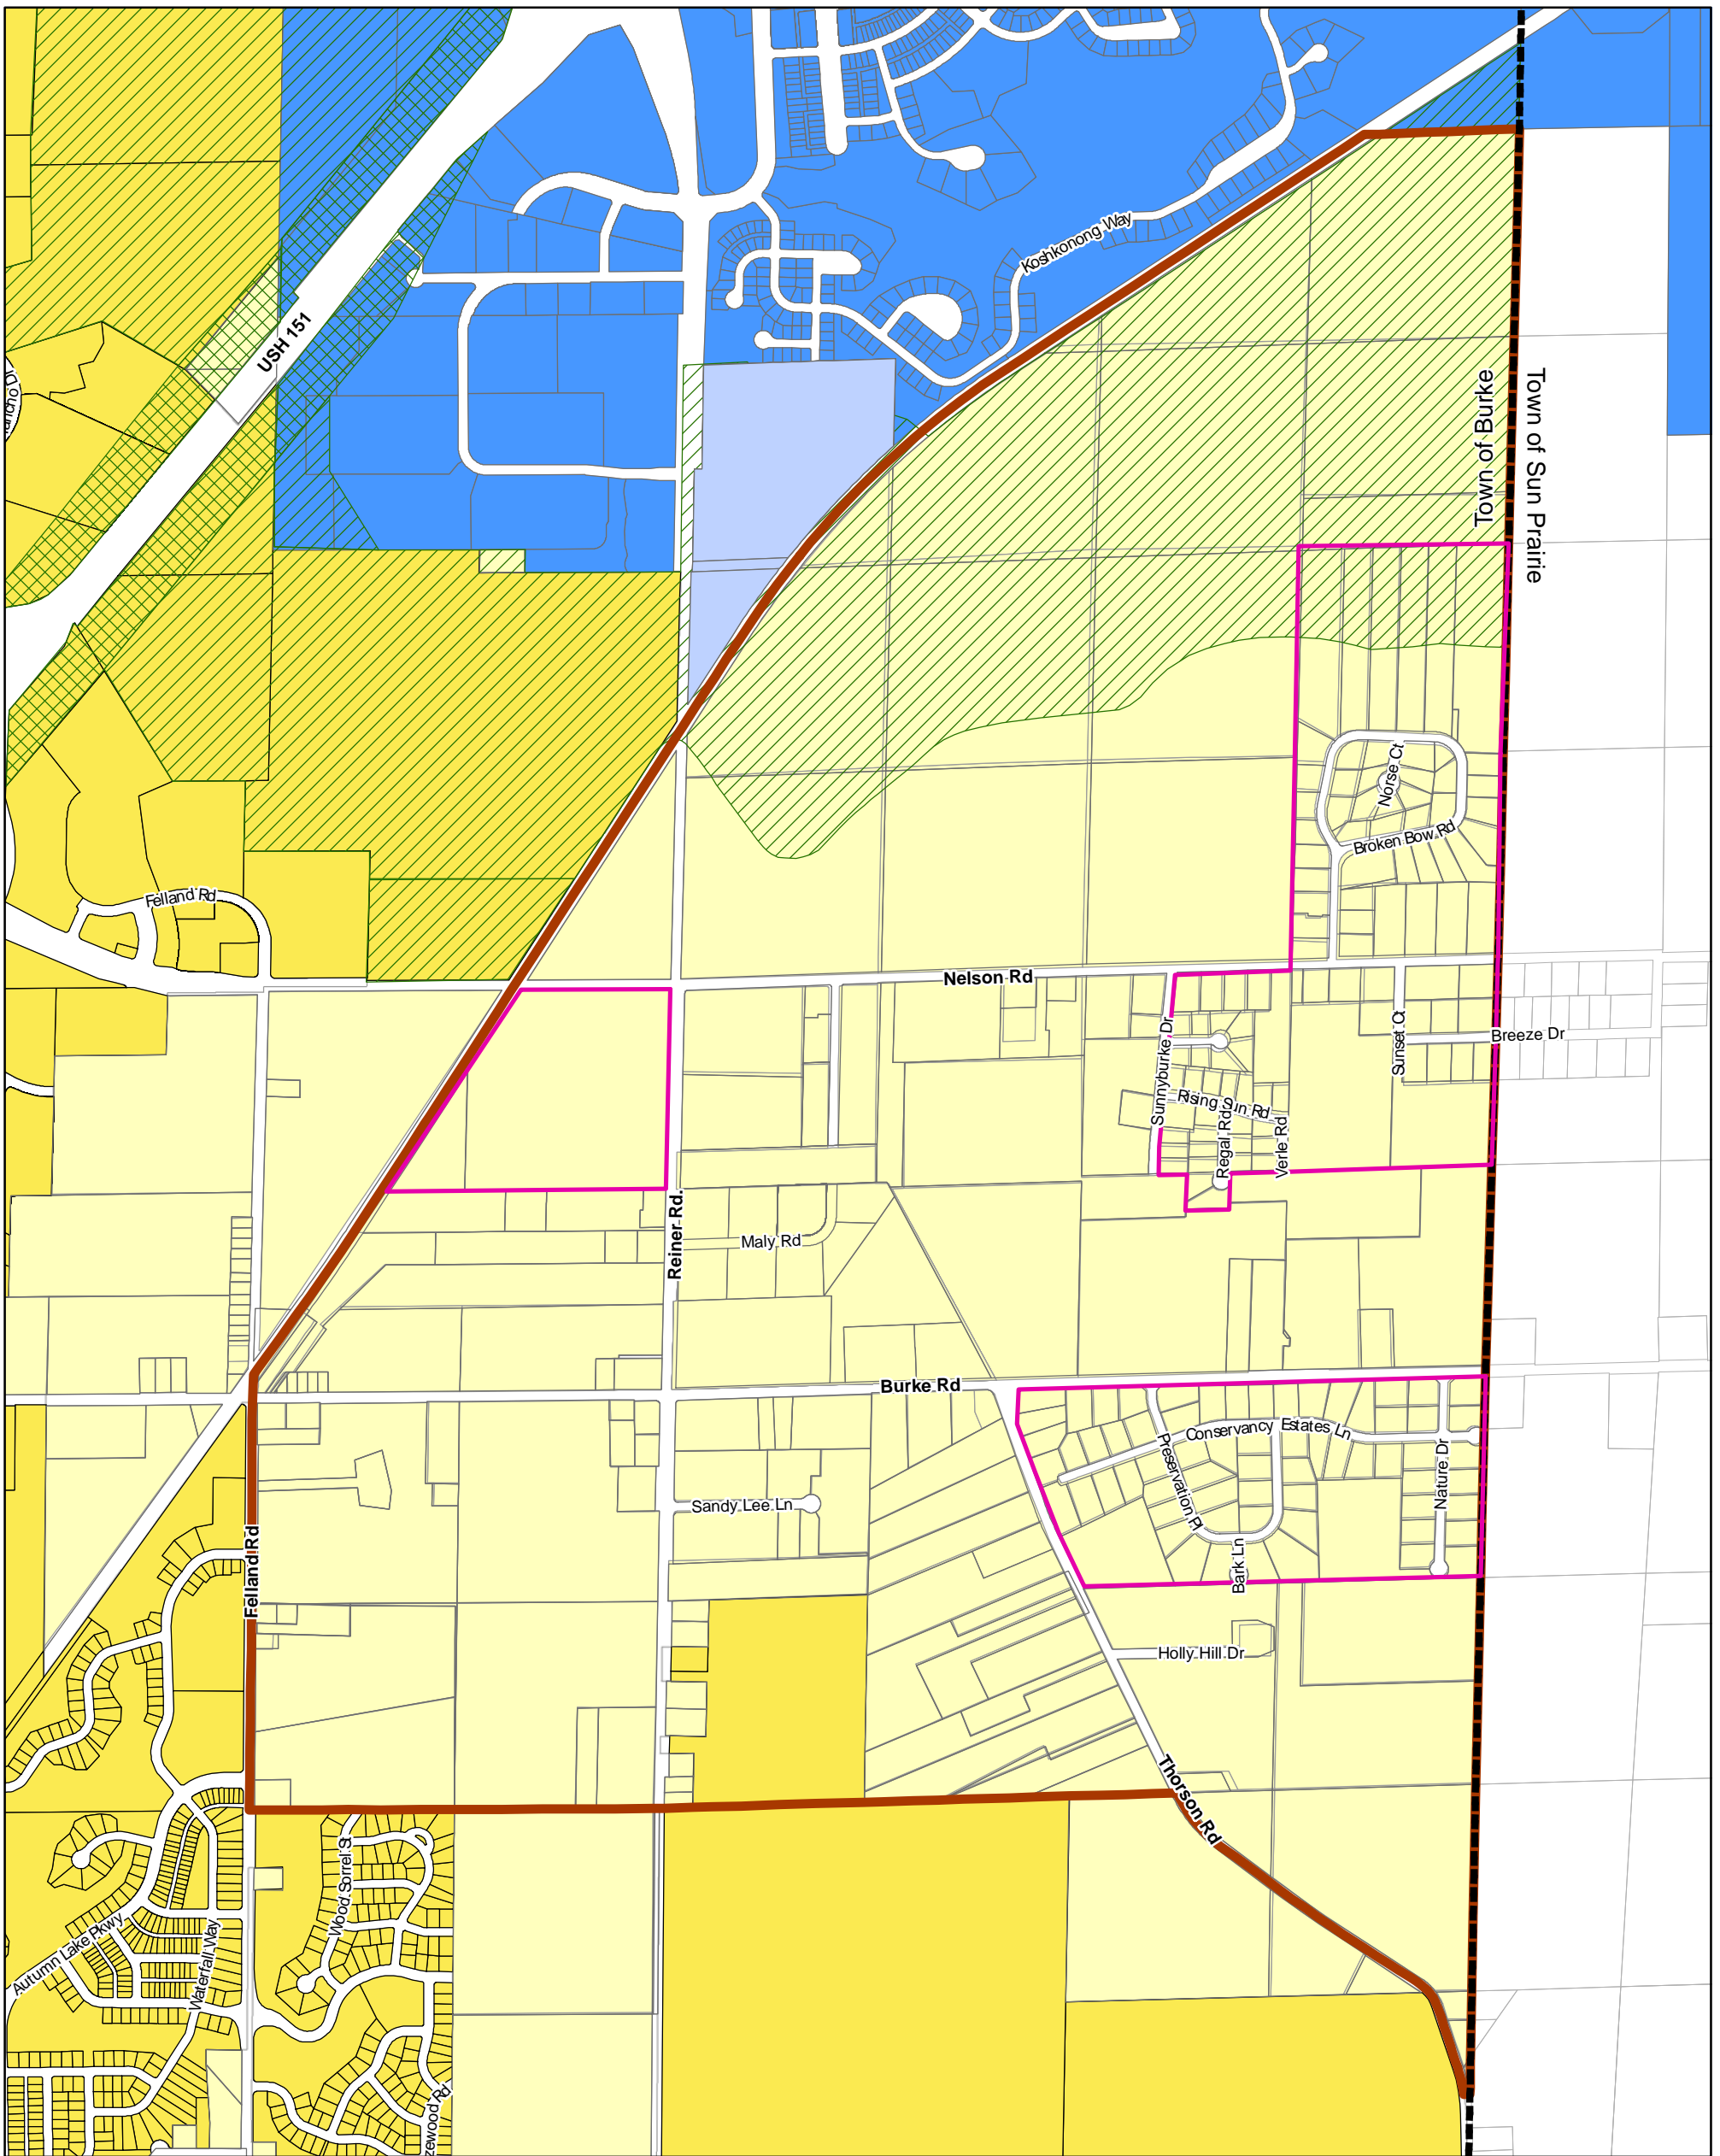 Koshkonong Way
USH 151
Town of Burke
Town of Sun Prairie
Norse Ct
Broken Bow Rd
Felland Rd
Nelson Rd
Sunnyburke Dr
Sunset Ct
Breeze Dr
Rising Sun Rd
Regal Rd
Verle Rd
Reiner Rd.
Maly Rd
Burke Rd
Conservancy Estates Ln
Preservation Pl
Nature Dr
Sandy Lee Ln
Felland Rd
Bark Ln
Holly Hill Dr
Thorson Rd
Wood Sorrel St
Autumn Lake Pkwy
Waterfall Way
zewood Rd